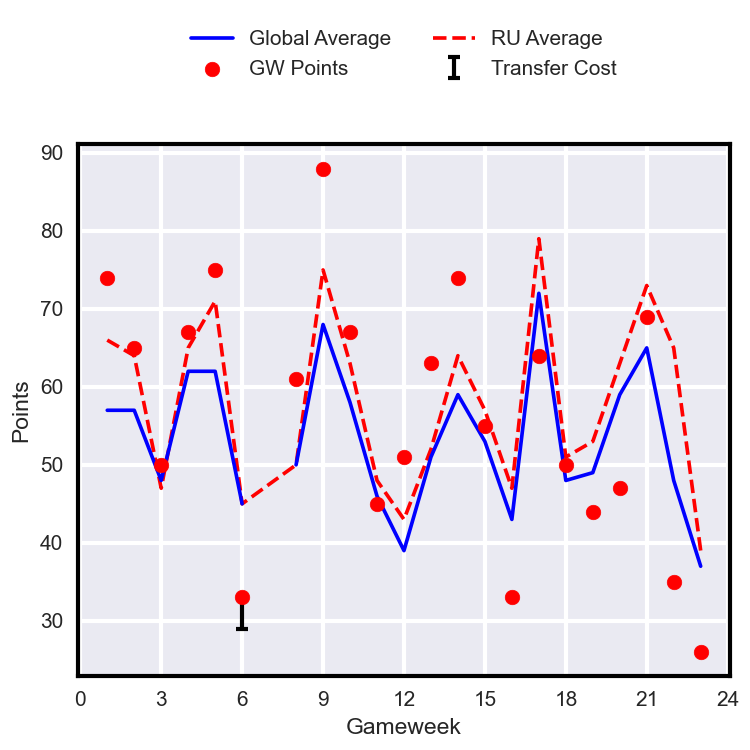 Global Average
RU Average
GW Points
Transfer Cost
90
80
70
60
50
40
30
Points
0 3 6 9 12 15 18 21 24
Gameweek